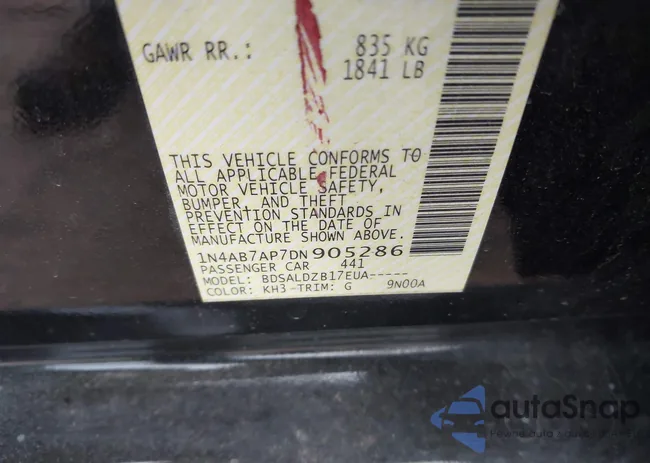 GAWR RR.: 835 KG
1841 LB
THIS VEHICLE CONFORMS TO
ALL APPLICABLE FEDERAL
MOTOR VEHICLE SAFETY,
BUMPER, AND THEFT
PREVENTION STANDARDS IN
EFFECT ON THE DATE OF
MANUFACTURE SHOWN ABOVE.
1N4AB7AP7DN905286
PASSENGER CAR 441
MODEL: BDSALDZB17EUA-----
COLOR: KH3-TRIM: G 9N00A
autaSnap